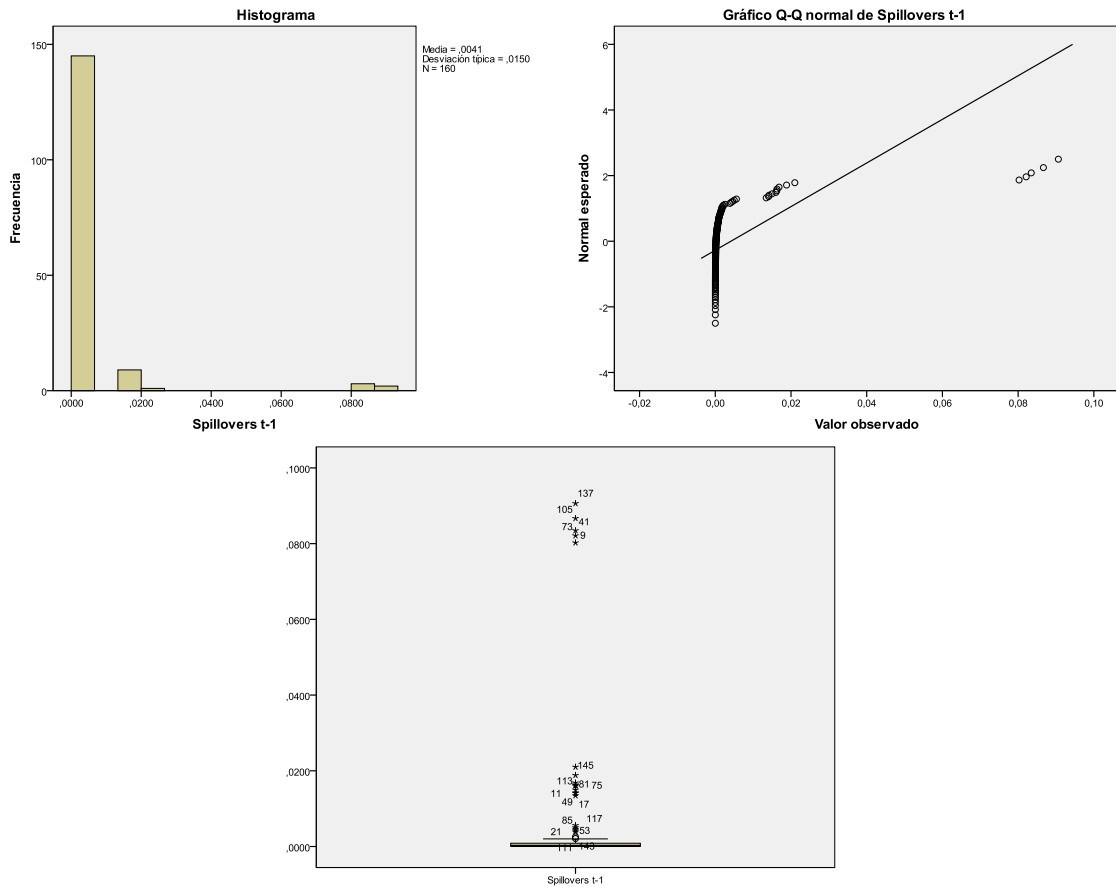 Histograma
Media = ,0041
Desviación típica = ,0150
N = 160
Frecuencia
150
100
50
0
,0000 ,0200 ,0400 ,0600 ,0800
Spillovers t-1
Gráfico Q-Q normal de Spillovers t-1
Normal esperado
6
4
2
0
-2
-4
-0,02 0,00 0,02 0,04 0,06 0,08 0,10
Valor observado
,1000
,0800
,0600
,0400
,0200
,0000
137
105
41
73
9
145
113 81 75
11
49 17
85 117
21 53
143
Spillovers t-1